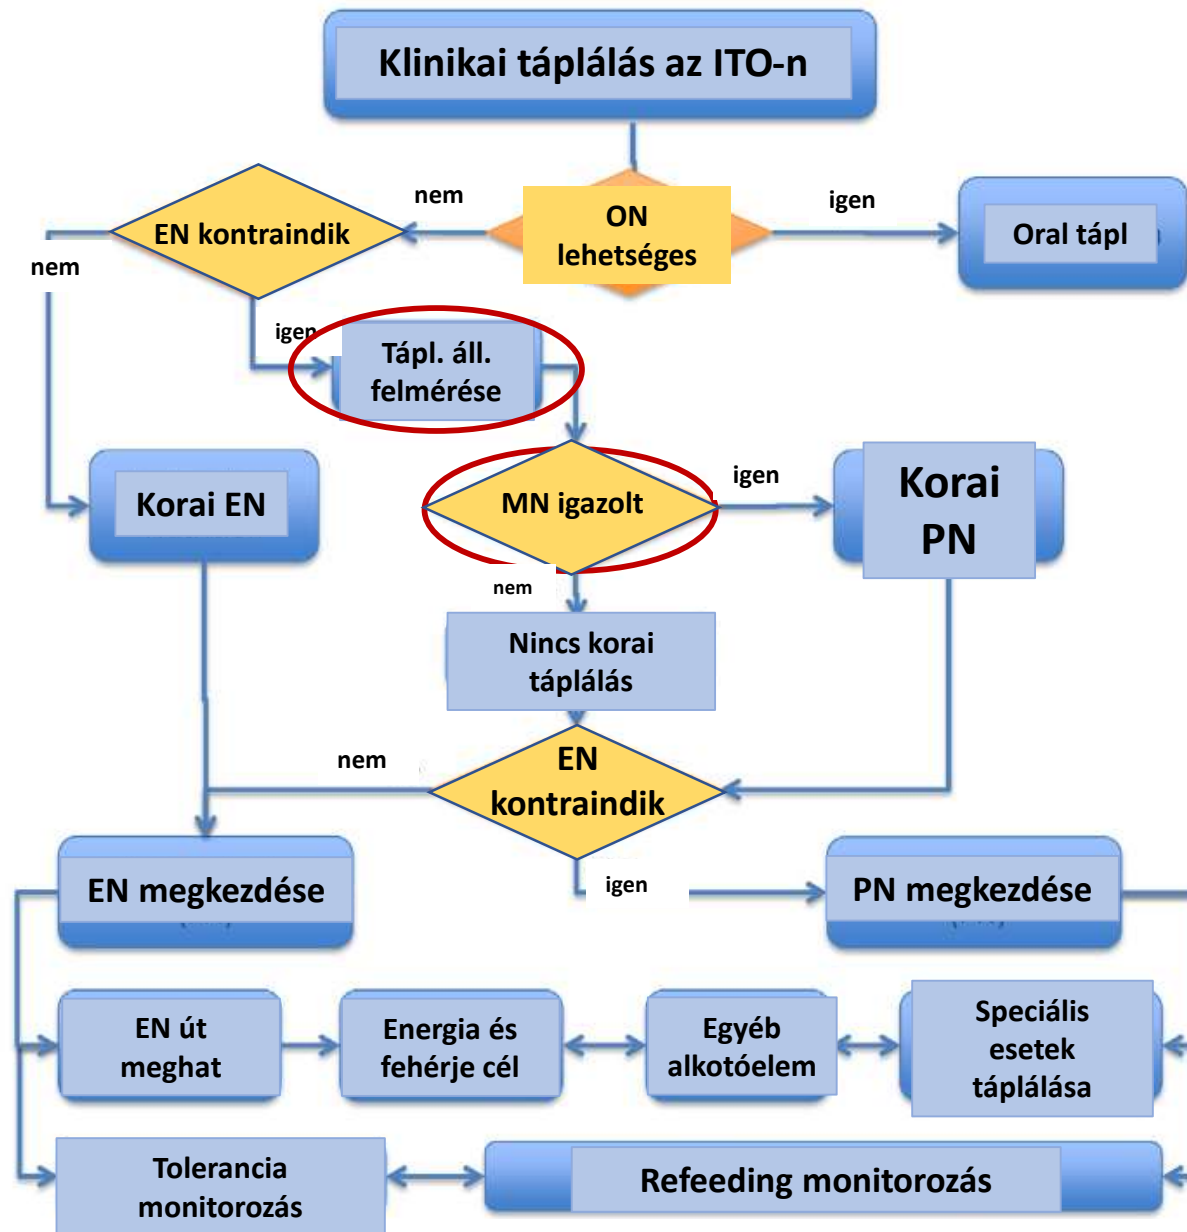 Klinikai táplálás az ITO-n
nem
igen
EN kontraindik
ON
lehetséges
Oral tápl
nem
igen
Tápl. áll.
felmérése
Korai EN
MN igazolt
igen
Korai
PN
nem
Nincs korai
táplálás
nem
EN
kontraindik
igen
EN megkezdése
PN megkezdése
EN út
meghat
Energia és
fehérje cél
Egyéb
alkotóelem
Speciális
esetek
táplálása
Tolerancia
monitorozás
Refeeding monitorozás